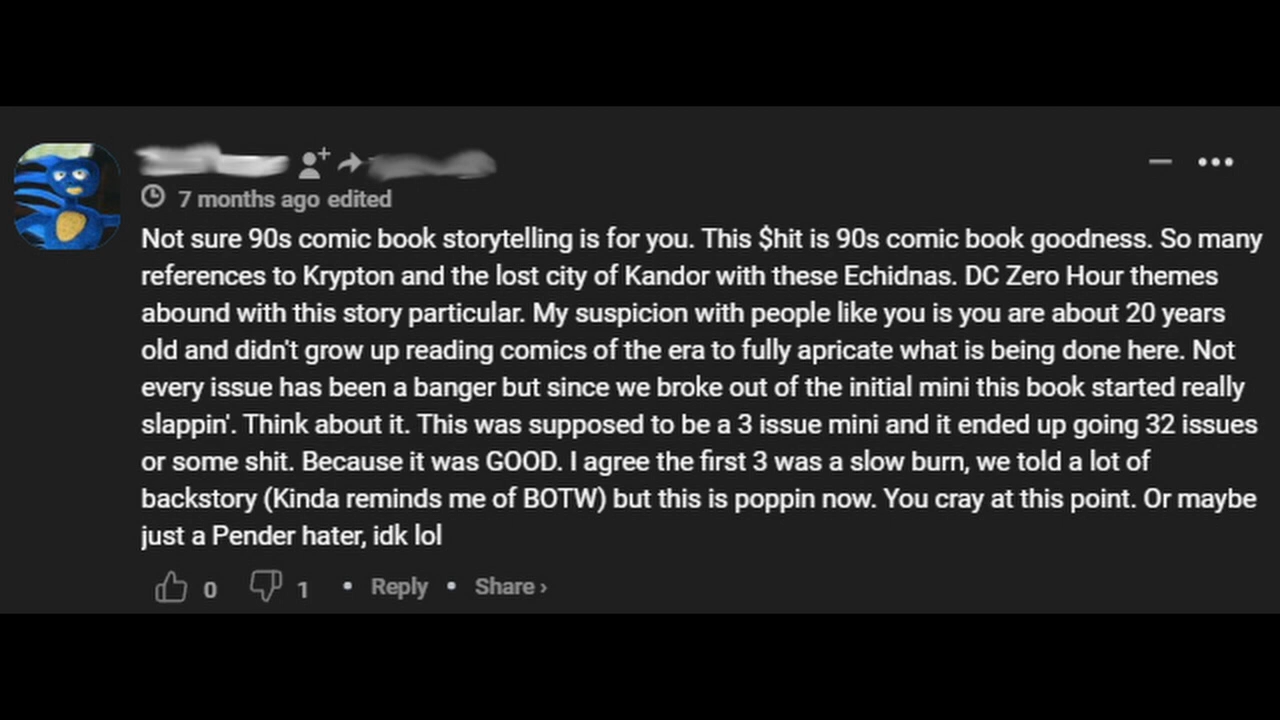 7 months ago edited
Not sure 90s comic book storytelling is for you. This $hit is 90s comic book goodness. So many
references to Krypton and the lost city of Kandor with these Echidnas. DC Zero Hour themes
abound with this story particular. My suspicion with people like you is you are about 20 years
old and didn't grow up reading comics of the era to fully apricate what is being done here. Not
every issue has been a banger but since we broke out of the initial mini this book started really
slappin'. Think about it. This was supposed to be a 3 issue mini and it ended up going 32 issues
or some shit. Because it was GOOD. I agree the first 3 was a slow burn, we told a lot of
backstory (Kinda reminds me of BOTW) but this is poppin now. You cray at this point. Or maybe
just a Pender hater, idk lol
0 1 • Reply • Share ›